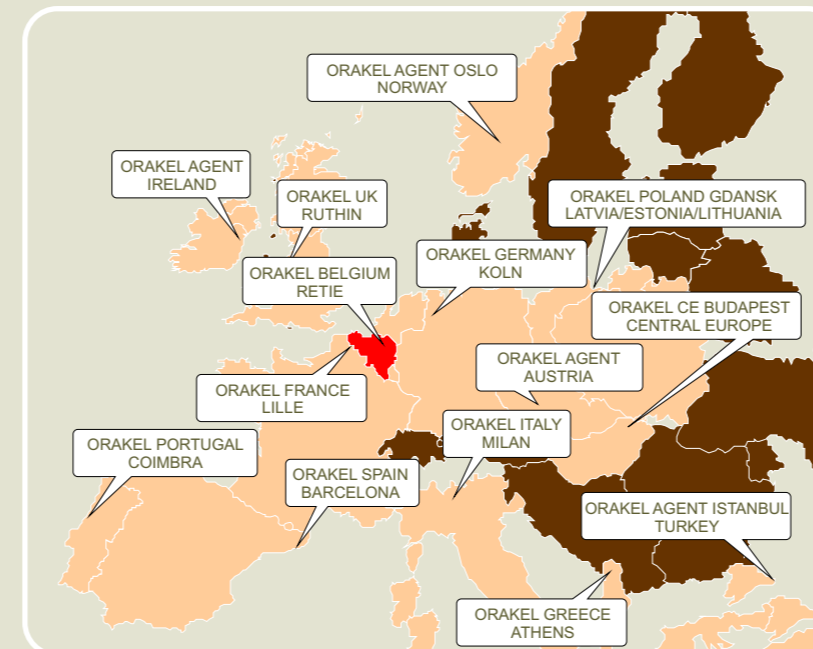 ORAKEL AGENT OSLO
NORWAY
ORAKEL AGENT
IRELAND
ORAKEL UK
RUTHIN
ORAKEL POLAND GDANSK
LATVIA/ESTONIA/LITHUANIA
ORAKEL BELGIUM
RETIE
ORAKEL GERMANY
KOLN
ORAKEL CE BUDAPEST
CENTRAL EUROPE
ORAKEL AGENT
AUSTRIA
ORAKEL FRANCE
LILLE
ORAKEL ITALY
MILAN
ORAKEL PORTUGAL
COIMBRA
ORAKEL SPAIN
BARCELONA
ORAKEL AGENT ISTANBUL
TURKEY
ORAKEL GREECE
ATHENS